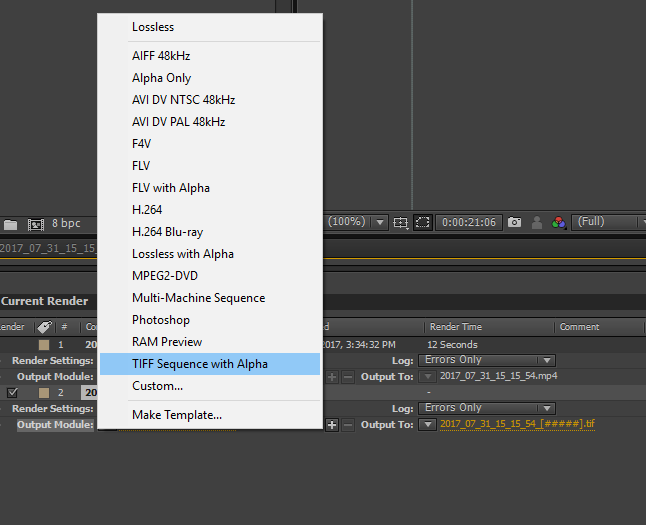 Lossless
AIFF 48kHz
Alpha Only
AVI DV NTSC 48kHz
AVI DV PAL 48kHz
F4V
FLV
FLV with Alpha
H.264
H.264 Blu-ray
Lossless with Alpha
MPEG2-DVD
Multi-Machine Sequence
Photoshop
RAM Preview
TIFF Sequence with Alpha
Custom...
Make Template...
8 bpc
(100%)
0:00:21:06
(Full)
2017_07_31_15_15_
Current Render
ender # Co d Render Time Comment
1 20 2017, 3:34:32 PM 12 Seconds
Render Settings: Log: Errors Only
Output Module: Output To: 2017_07_31_15_15_54.mp4
2 20 -
Render Settings: Log: Errors Only
Output Module: Output To: 2017_07_31_15_15_54_[#####].tif